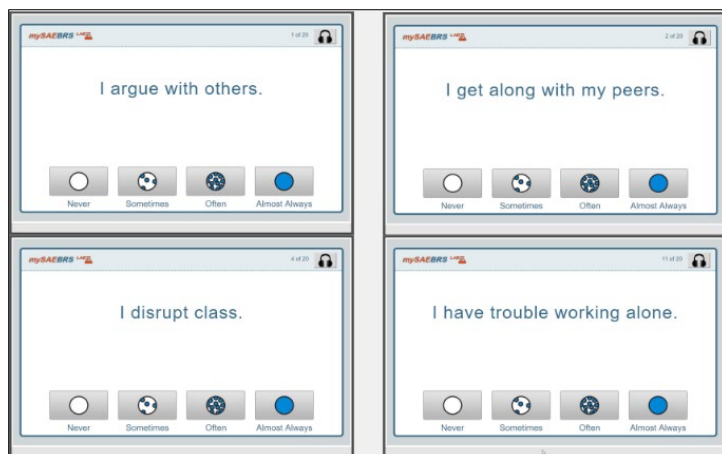 mySAEBRS LABEL
1 of 20
I argue with others.
Never Sometimes Often Almost Always
mySAEBRS
2 of 20
I get along with my peers.
Never Sometimes Often Almost Always
mySAEBRS
4 of 20
I disrupt class.
Never Sometimes Often Almost Always
mySAEBRS
11 of 20
I have trouble working alone.
Never Sometimes Often Almost Always